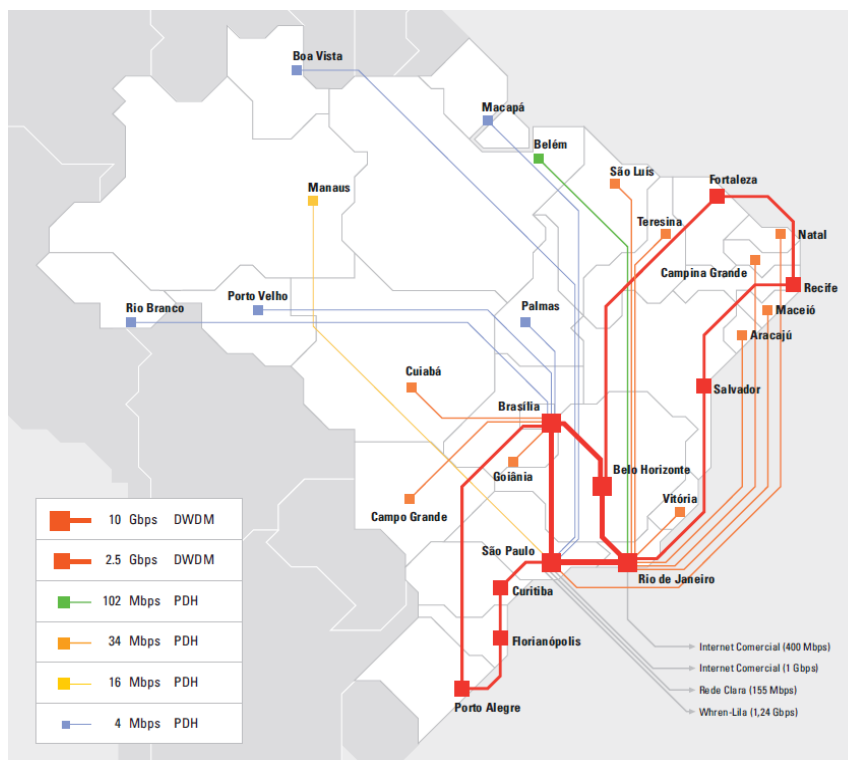 Boa Vista
Macapá
Belém
São Luís
Fortaleza
Manaus
Teresina
Natal
Campina Grande
Recife
Porto Velho
Rio Branco
Palmas
Maceió
Aracajú
Cuiabá
Salvador
Brasília
Belo Horizonte
Goiânia
Vitória
Campo Grande
São Paulo
Rio de Janeiro
Curitiba
Florianópolis
Porto Alegre
10 Gbps DWDM
2.5 Gbps DWDM
102 Mbps PDH
34 Mbps PDH
16 Mbps PDH
4 Mbps PDH
Internet Comercial (400 Mbps)
Internet Comercial (1 Gbps)
Rede Clara (155 Mbps)
Whren-Lila (1,24 Gbps)